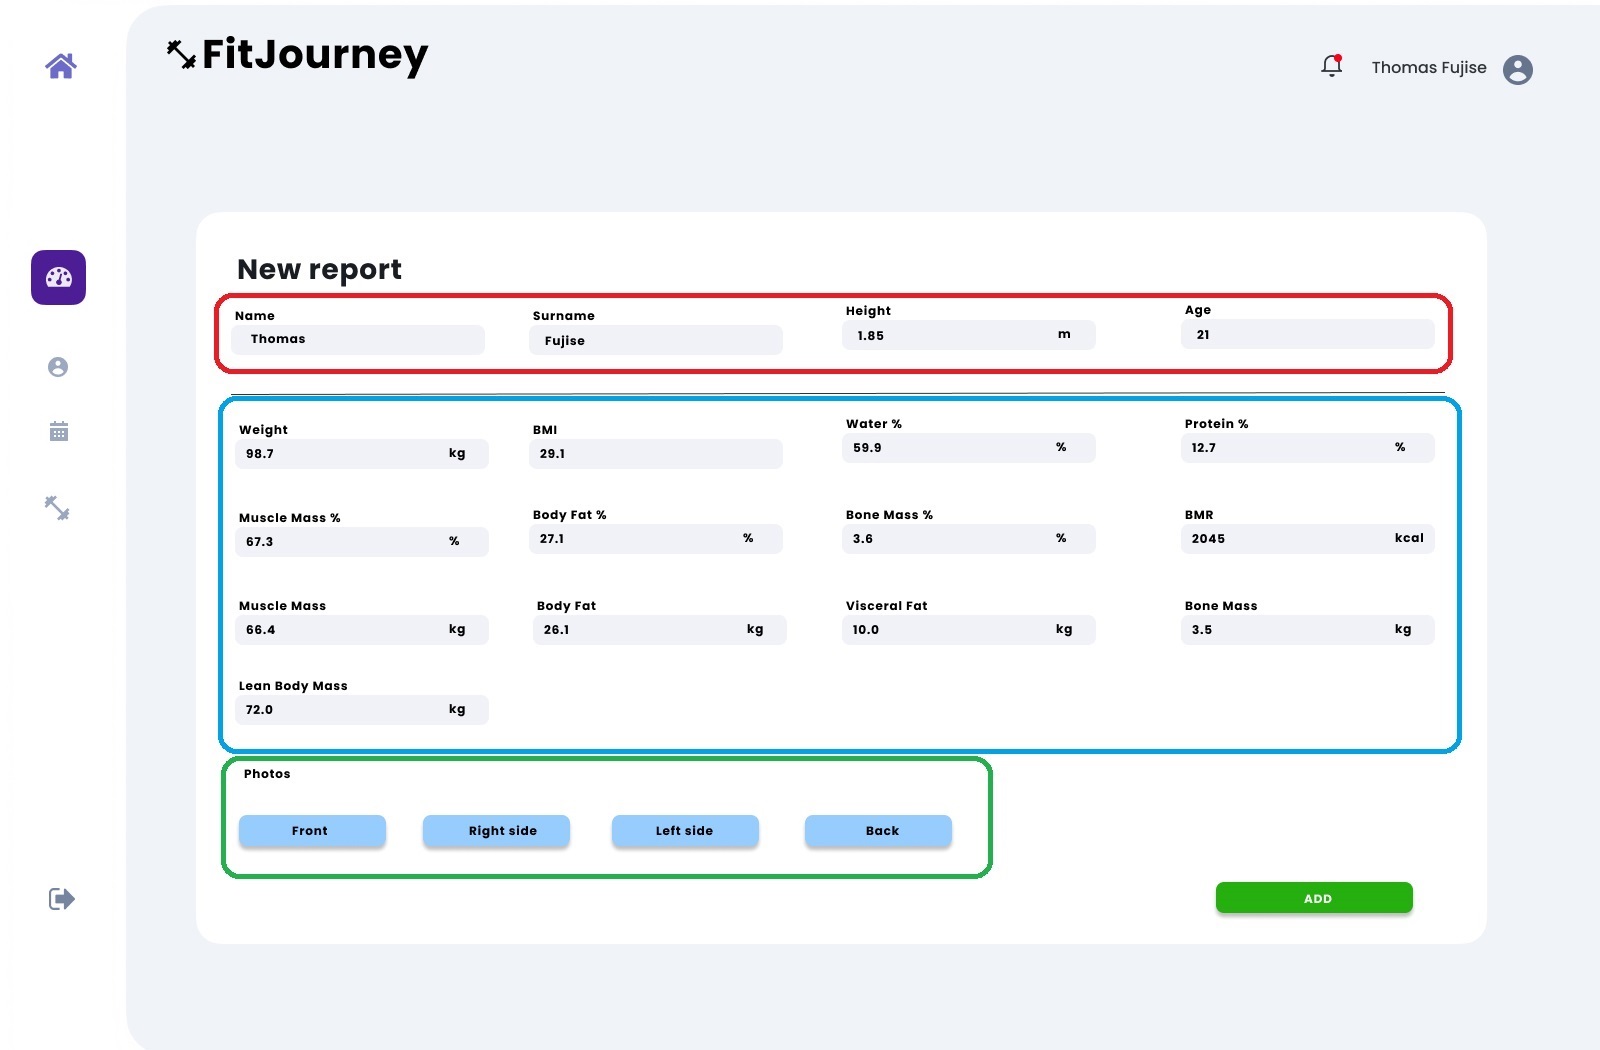 FitJourney
Thomas Fujise
New report
Name Surname Height Age
Thomas Fujise 1.85 m 21
Weight BMI Water % Protein %
98.7 kg 29.1 59.9 % 12.7 %
Muscle Mass % Body Fat % Bone Mass % BMR
67.3 % 27.1 % 3.6 % 2045 kcal
Muscle Mass Body Fat Visceral Fat Bone Mass
66.4 kg 26.1 kg 10.0 kg 3.5 kg
Lean Body Mass
72.0 kg
Photos
Front Right side Left side Back
ADD